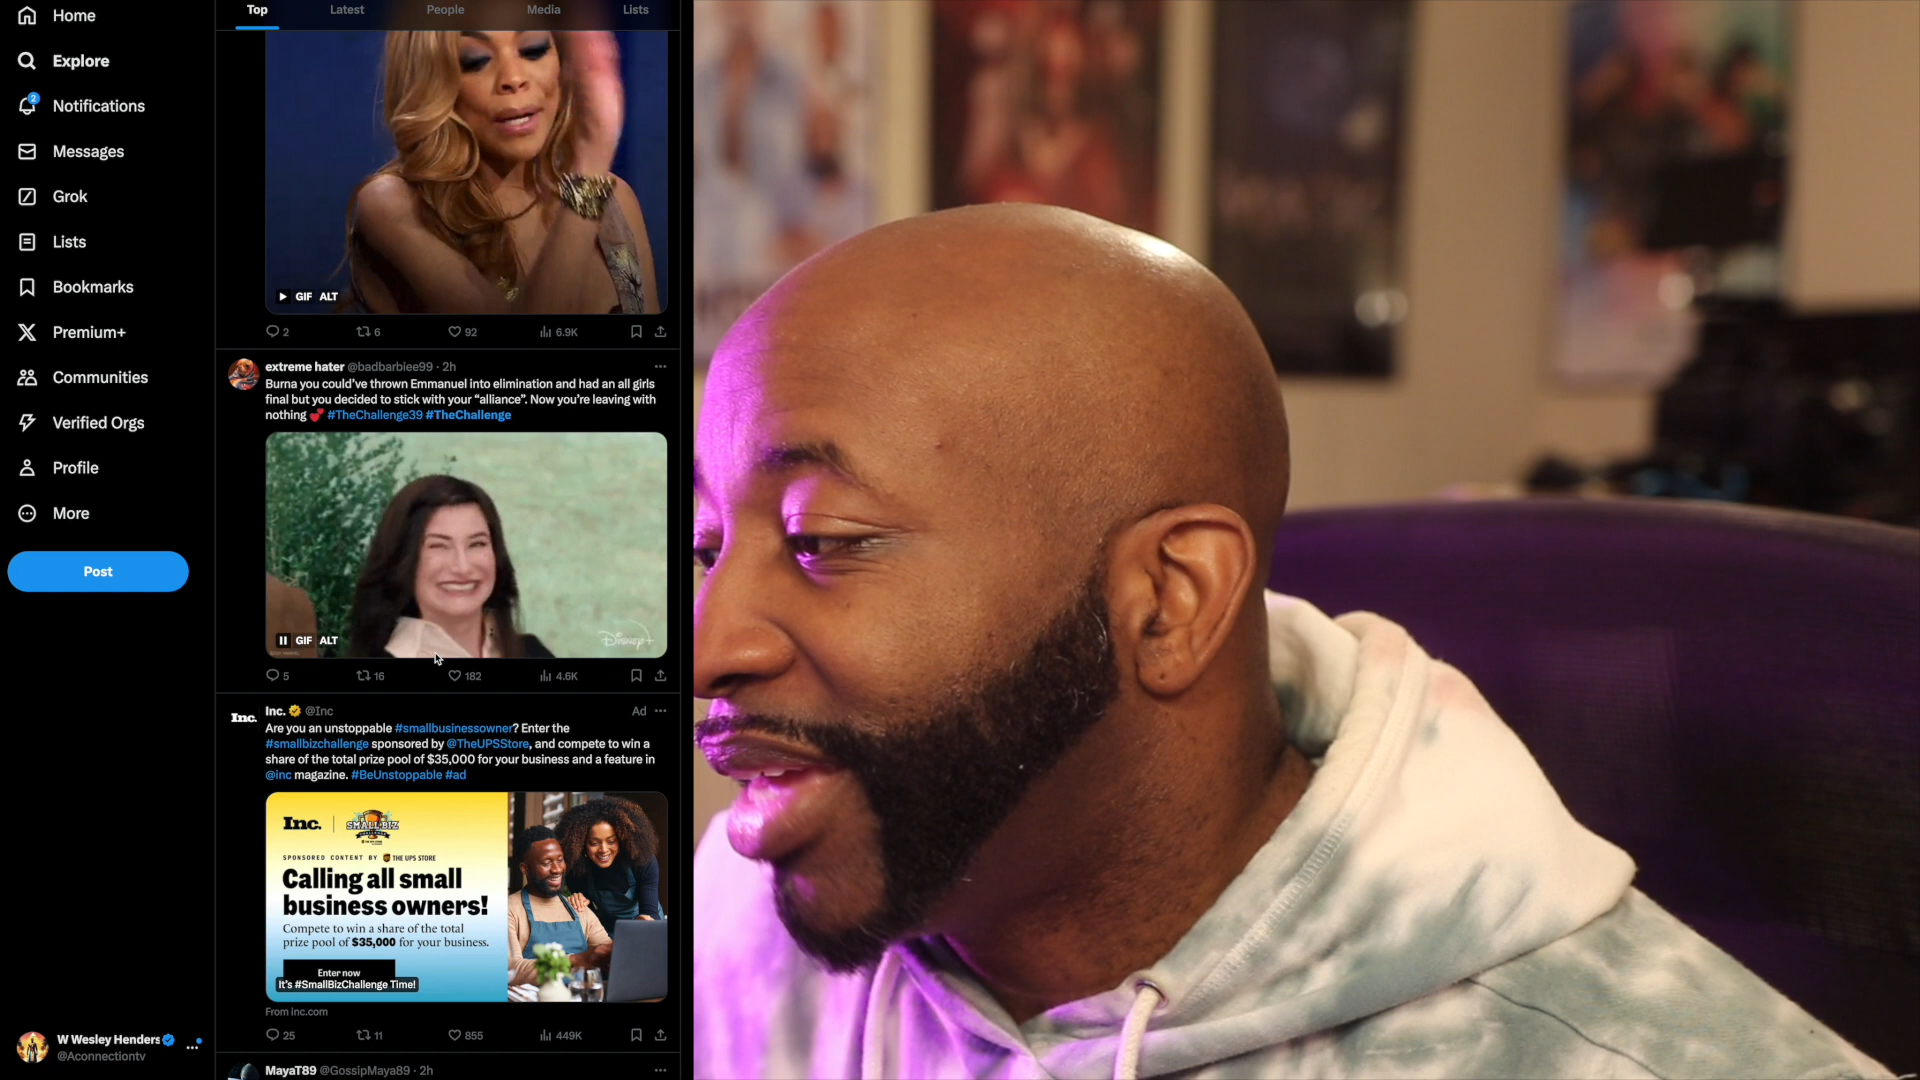 Home
Explore
2
Notifications
Messages
Grok
Lists
Bookmarks
Premium+
Communities
Verified Orgs
Profile
More
Post
W Wesley Henders
@Aconnectiontv
Top Latest People Media Lists
GIF ALT
2 6 92 6.9K
extreme hater @badbarbiee99 · 2h
Burna you could've thrown Emmanuel into elimination and had an all girls
final but you decided to stick with your "alliance". Now you're leaving with
nothing 💕 #TheChallenge39 #TheChallenge
GIF ALT
Disney+
5 16 182 4.6K
Inc.
Inc. @Inc Ad
Are you an unstoppable #smallbusinessowner? Enter the
#smallbizchallenge sponsored by @TheUPSStore, and compete to win a
share of the total prize pool of $35,000 for your business and a feature in
@inc magazine. #BeUnstoppable #ad
Inc. SMALL BIZ CHALLENGE
SPONSORED CONTENT BY THE UPS STORE
Calling all small
business owners!
Compete to win a share of the total
prize pool of $35,000 for your business.
Enter now
It's #SmallBizChallenge Time!
From inc.com
25 11 855 449K
MayaT89 @GossipMaya89 · 2h